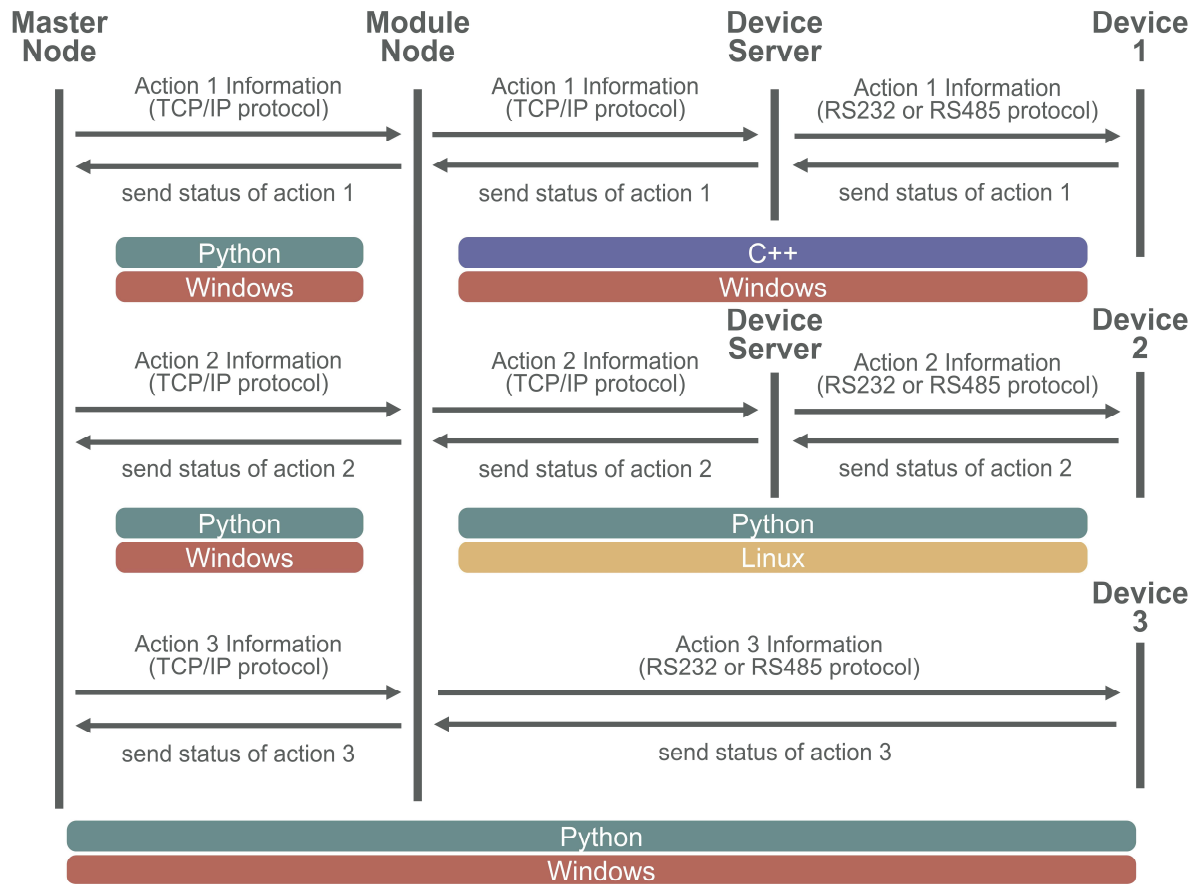 Master
Node
Module
Node
Device
Server
Device
1
Action 1 Information
(TCP/IP protocol)
Action 1 Information
(TCP/IP protocol)
Action 1 Information
(RS232 or RS485 protocol)
send status of action 1
send status of action 1
send status of action 1
Python
Windows
C++
Windows
Device
Server
Device
2
Action 2 Information
(TCP/IP protocol)
Action 2 Information
(TCP/IP protocol)
Action 2 Information
(RS232 or RS485 protocol)
send status of action 2
send status of action 2
send status of action 2
Python
Windows
Python
Linux
Device
3
Action 3 Information
(TCP/IP protocol)
Action 3 Information
(RS232 or RS485 protocol)
send status of action 3
send status of action 3
Python
Windows